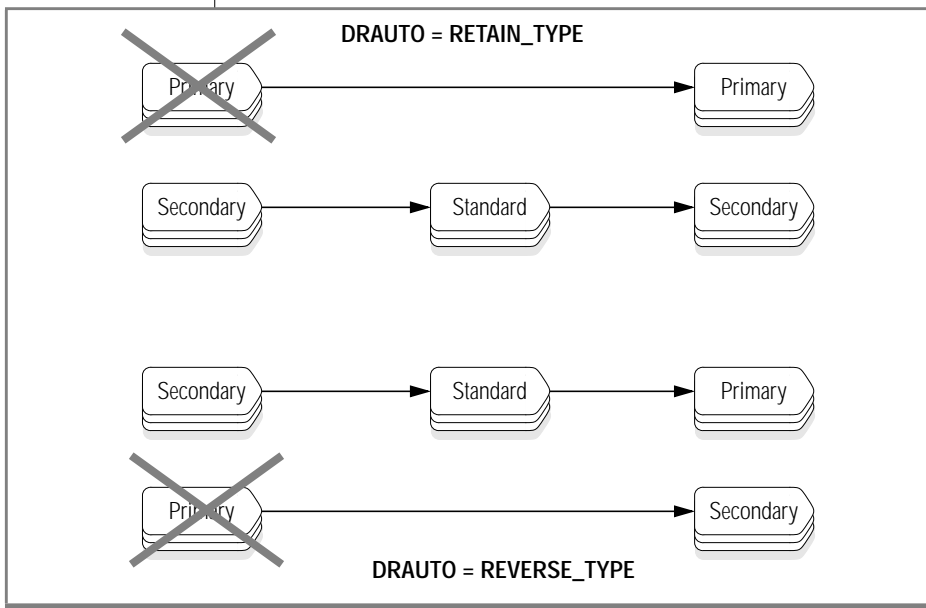 DRAUTO = RETAIN_TYPE
Primary Primary
Secondary Standard Secondary
Secondary Standard Primary
Primary Secondary
DRAUTO = REVERSE_TYPE